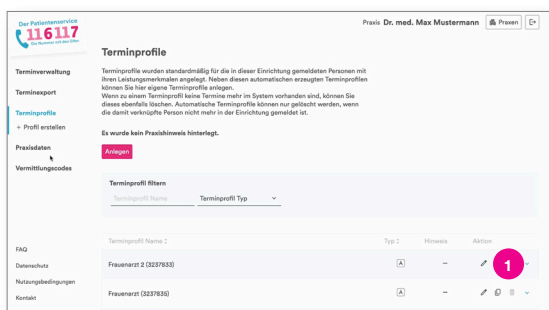 Der Patientenservice
116117
Die Nummer mit den Elfen
Praxis Dr. med. Max Mustermann
Praxen
Terminprofile
Terminverwaltung
Terminexport
Terminprofile
+ Profil erstellen
Praxisdaten
Vermittlungscodes
Terminprofile wurden standardmäßig für die in dieser Einrichtung gemeldeten Personen mit
ihren Leistungsmerkmalen angelegt. Neben diesen automatischen erzeugten Terminprofilen
können Sie hier eigene Terminprofile anlegen.
Wenn zu einem Terminprofil keine Termine mehr im System vorhanden sind, können Sie
dieses ebenfalls löschen. Automatische Terminprofile können nur gelöscht werden, wenn
die damit verknüpfte Person nicht mehr in der Einrichtung gemeldet ist.
Es wurde kein Praxishinweis hinterlegt.
Anlegen
Terminprofil filtern
Terminprofil Name
Terminprofil Typ
Terminprofil Name Typ Hinweis Aktion
Frauenarzt 2 (3237833) A – 1
Frauenarzt (3237835) A –
FAQ
Datenschutz
Nutzungsbedingungen
Kontakt